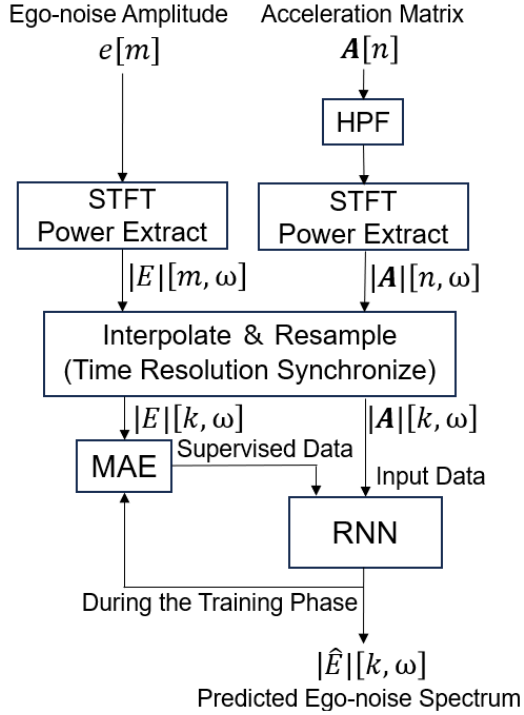 Ego-noise Amplitude
e[m]
Acceleration Matrix
A[n]
HPF
STFT
Power Extract
STFT
Power Extract
|E|[m, ω]
|A|[n, ω]
Interpolate & Resample
(Time Resolution Synchronize)
|E|[k, ω]
|A|[k, ω]
MAE
Supervised Data
Input Data
RNN
During the Training Phase
|Ê|[k, ω]
Predicted Ego-noise Spectrum